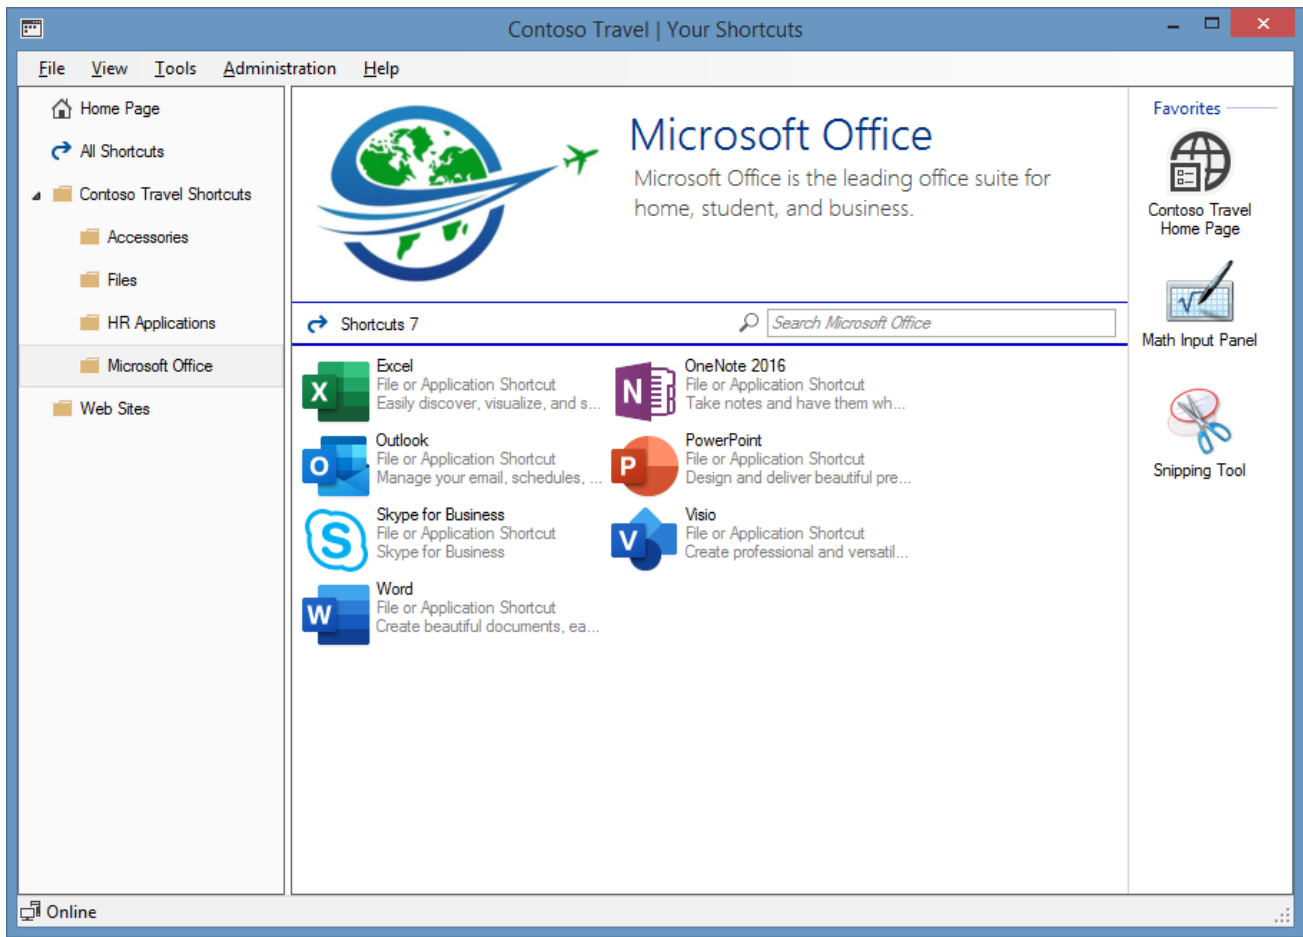 Contoso Travel | Your Shortcuts
File View Tools Administration Help
Home Page
All Shortcuts
Contoso Travel Shortcuts
Accessories
Files
HR Applications
Microsoft Office
Web Sites
Microsoft Office
Microsoft Office is the leading office suite for
home, student, and business.
Shortcuts 7
Search Microsoft Office
Excel
File or Application Shortcut
Easily discover, visualize, and s...
OneNote 2016
File or Application Shortcut
Take notes and have them wh...
Outlook
File or Application Shortcut
Manage your email, schedules, ...
PowerPoint
File or Application Shortcut
Design and deliver beautiful pre...
Skype for Business
File or Application Shortcut
Skype for Business
Visio
File or Application Shortcut
Create professional and versatil...
Word
File or Application Shortcut
Create beautiful documents, ea...
Favorites
Contoso Travel
Home Page
Math Input Panel
Snipping Tool
Online